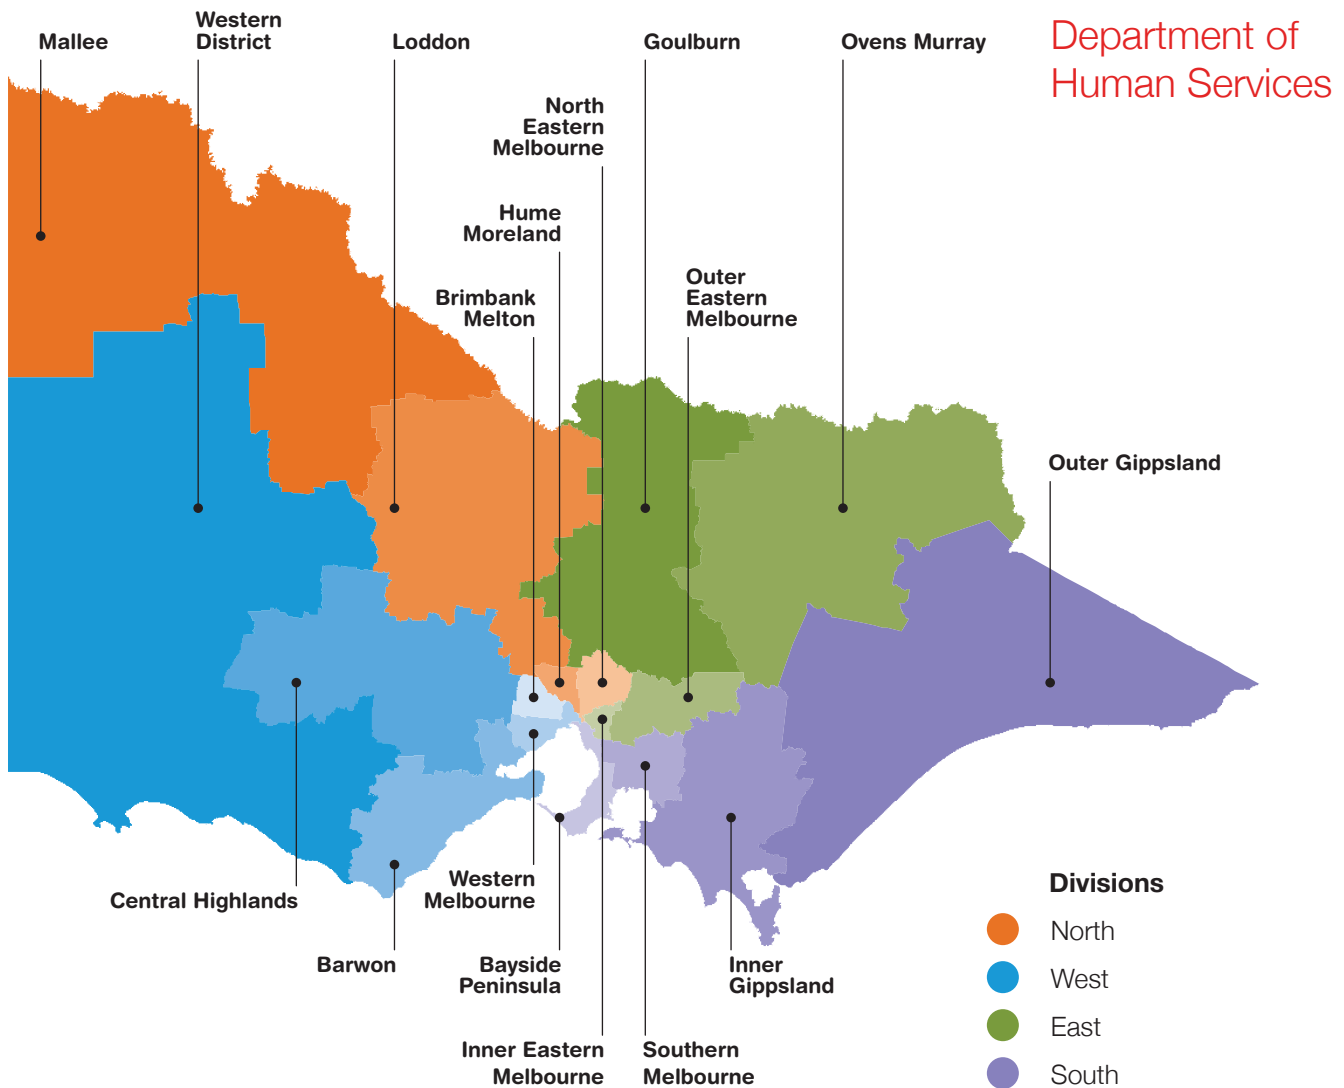 Department of
Human Services
Mallee
Western
District
Loddon
Goulburn
Ovens Murray
North
Eastern
Melbourne
Hume
Moreland
Brimbank
Melton
Outer
Eastern
Melbourne
Outer Gippsland
Central Highlands
Western
Melbourne
Barwon
Bayside
Peninsula
Inner
Gippsland
Inner Eastern
Melbourne
Southern
Melbourne
Divisions
North
West
East
South